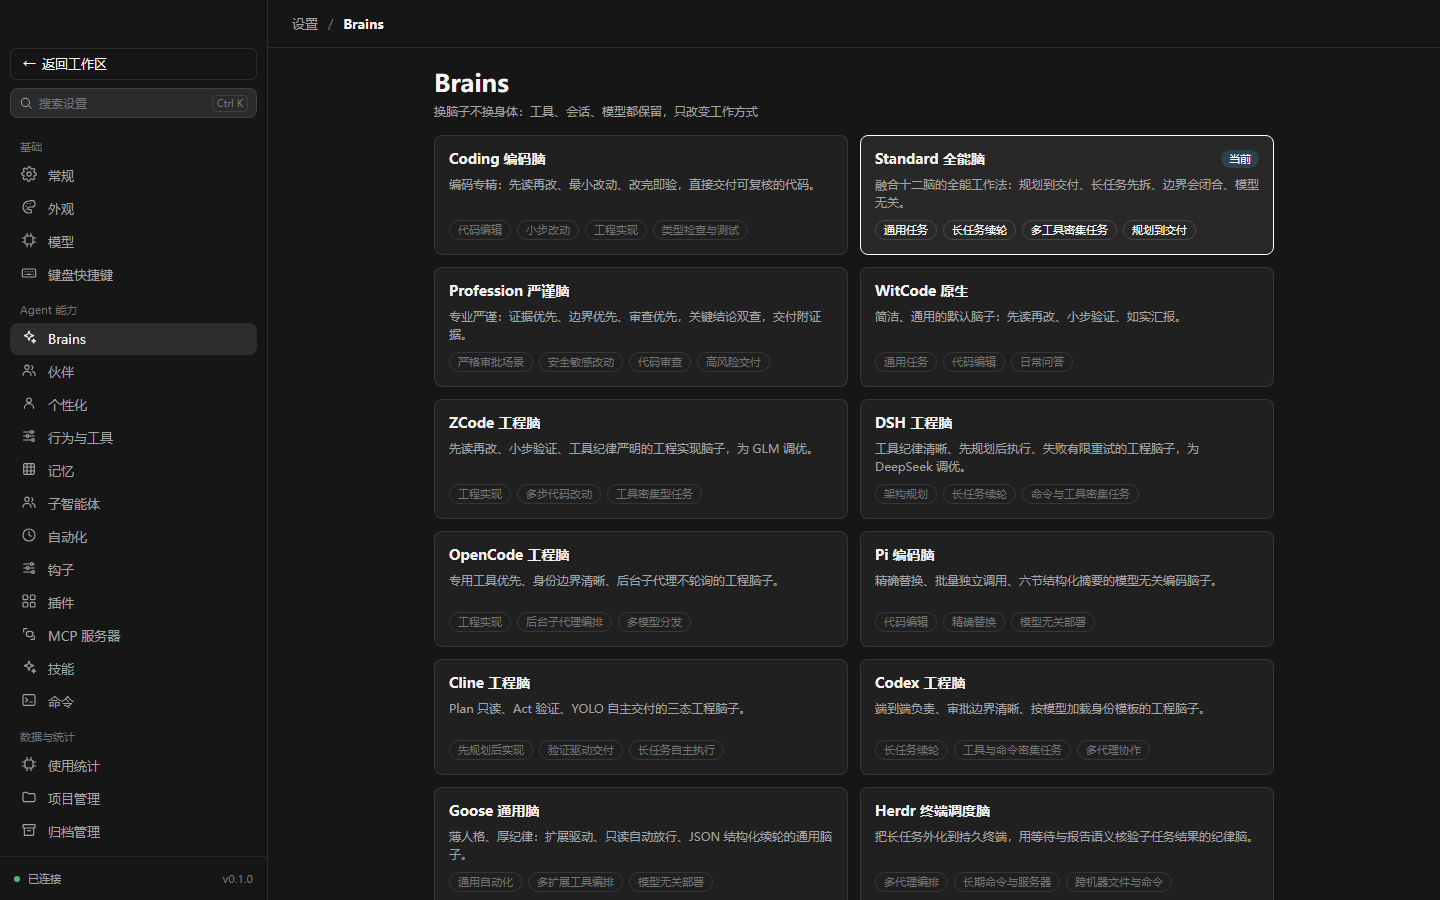 ← 返回工作区
搜索设置 Ctrl K
基础
常规
外观
模型
键盘快捷键
Agent 能力
Brains
伙伴
个性化
行为与工具
记忆
子智能体
自动化
钩子
插件
MCP 服务器
技能
命令
数据与统计
使用统计
项目管理
归档管理
已连接 v0.1.0
设置 / Brains
Brains
换脑子不换身体：工具、会话、模型都保留，只改变工作方式
Coding 编码脑
编码专精：先读再改、最小改动、改完即验，直接交付可复核的代码。
代码编辑 小步改动 工程实现 类型检查与测试
Standard 全能脑 当前
融合十二脑的全能工作法：规划到交付、长任务先拆、边界会闭合、模型
无关。
通用任务 长任务续轮 多工具密集任务 规划到交付
Profession 严谨脑
专业严谨：证据优先、边界优先、审查优先，关键结论双查，交付附证
据。
严格审批场景 安全敏感改动 代码审查 高风险交付
WitCode 原生
简洁、通用的默认脑子：先读再改、小步验证、如实汇报。
通用任务 代码编辑 日常问答
ZCode 工程脑
先读再改、小步验证、工具纪律严明的工程实现脑子，为 GLM 调优。
工程实现 多步代码改动 工具密集型任务
DSH 工程脑
工具纪律清晰、先规划后执行、失败有限重试的工程脑子，为
DeepSeek 调优。
架构规划 长任务续轮 命令与工具密集任务
OpenCode 工程脑
专用工具优先、身份边界清晰、后台子代理不轮询的工程脑子。
工程实现 后台子代理编排 多模型分发
Pi 编码脑
精确替换、批量独立调用、六节结构化摘要的模型无关编码脑子。
代码编辑 精确替换 模型无关部署
Cline 工程脑
Plan 只读、Act 验证、YOLO 自主交付的三态工程脑子。
先规划后实现 验证驱动交付 长任务自主执行
Codex 工程脑
端到端负责、审批边界清晰、按模型加载身份模板的工程脑子。
长任务续轮 工具与命令密集任务 多代理协作
Goose 通用脑
薄人格、厚纪律：扩展驱动、只读自动放行、JSON 结构化续轮的通用脑
子。
通用自动化 多扩展工具编排 模型无关部署
Herdr 终端调度脑
把长任务外化到持久终端，用等待与报告语义核验子任务结果的纪律脑。
多代理编排 长期命令与服务器 跨机器文件与命令